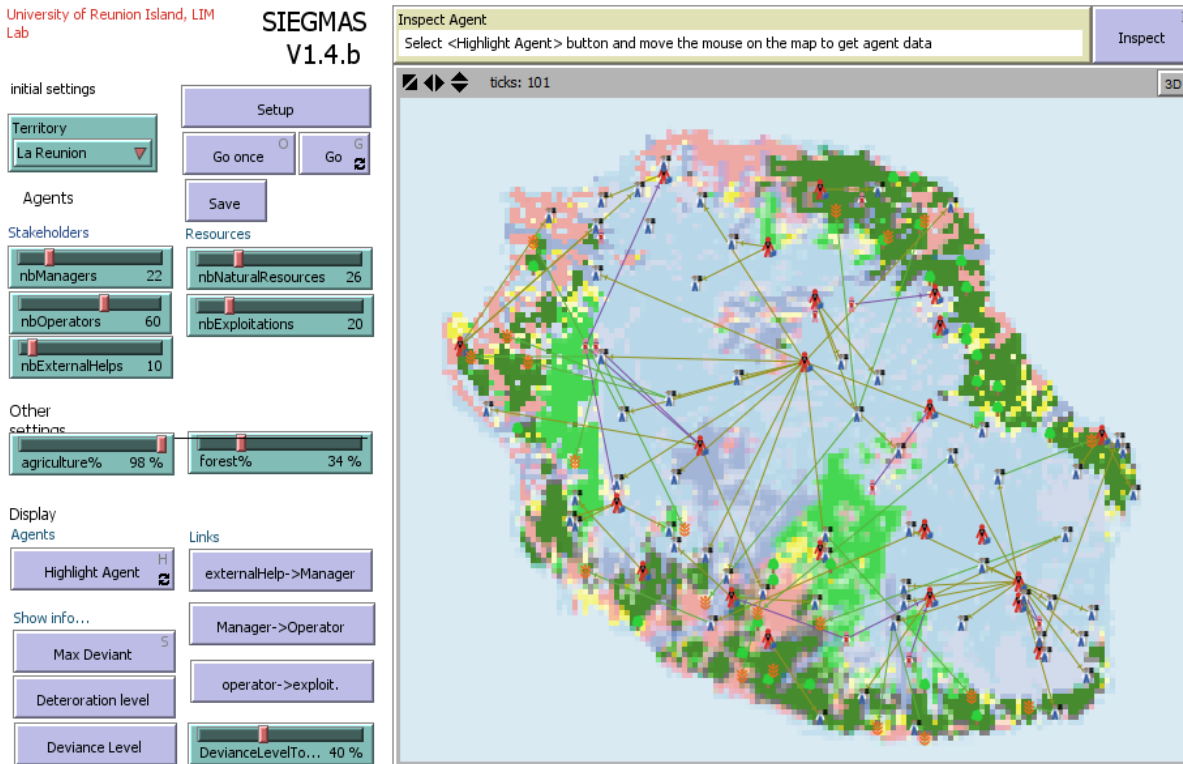 University of Reunion Island, LIM
Lab
SIEGMAS
V1.4.b
initial settings
Territory
La Reunion
Setup
Go once
O
Go
G
Save
Agents
Stakeholders
Resources
nbManagers 22
nbNaturalResources 26
nbOperators 60
nbExploitations 20
nbExternalHelps 10
Other
settings
agriculture% 98 %
forest% 34 %
Display
Agents
Links
Highlight Agent
H
externalHelp->Manager
Show info...
Manager->Operator
Max Deviant
S
operator->exploit.
Deteroration level
Deviance Level
DevianceLevelTo... 40 %
Inspect Agent
Select <Highlight Agent> button and move the mouse on the map to get agent data
Inspect
ticks: 101
3D